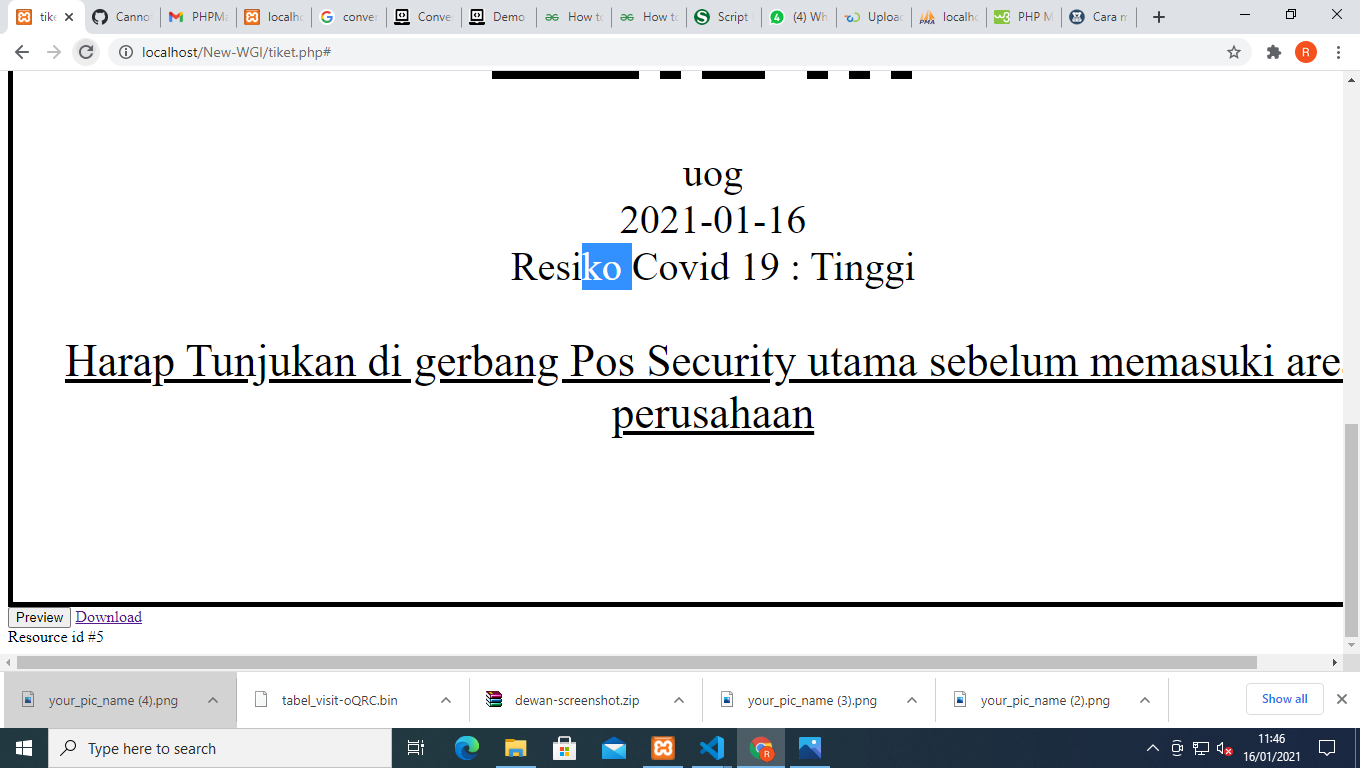 tike
Canno
PHPMa
localho
conver
Conve
Demo
How to
How to
Script
(4) Wh
Uploac
localho
PHP M
Cara m
localhost/New-WGI/tiket.php#
R
uog
2021-01-16
Resiko Covid 19 : Tinggi
Harap Tunjukan di gerbang Pos Security utama sebelum memasuki area
perusahaan
Preview Download
Resource id #5
your_pic_name (4).png
tabel_visit-oQRC.bin
dewan-screenshot.zip
your_pic_name (3).png
your_pic_name (2).png
Show all
Type here to search
11:46
16/01/2021